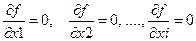 ∂f/∂x1 = 0, ∂f/∂x2 = 0, ...., ∂f/∂xi = 0